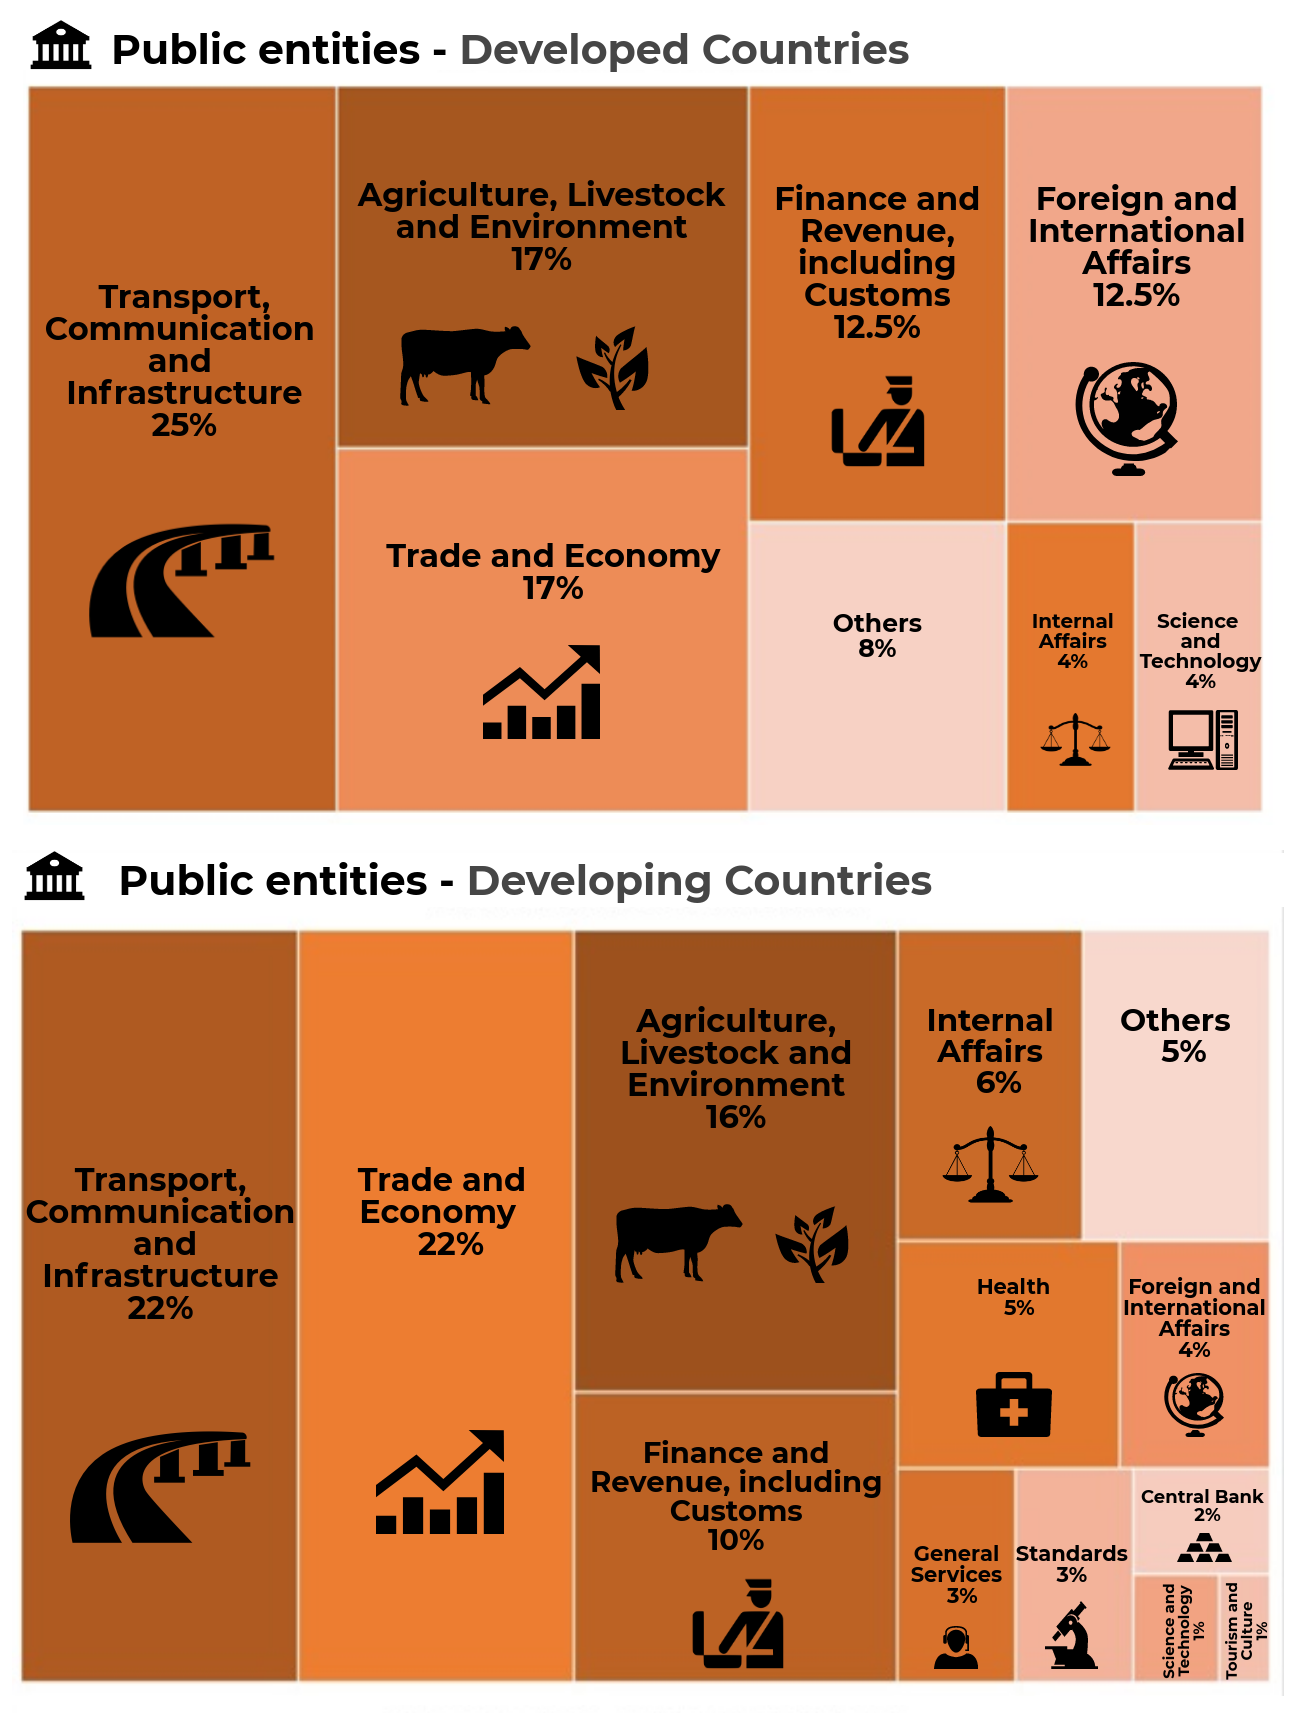 Public entities - Developed Countries
Transport,
Communication
and
Infrastructure
25%
Agriculture, Livestock
and Environment
17%
Trade and Economy
17%
Finance and
Revenue,
including
Customs
12.5%
Foreign and
International
Affairs
12.5%
Others
8%
Internal
Affairs
4%
Science
and
Technology
4%
Public entities - Developing Countries
Transport,
Communication
and
Infrastructure
22%
Trade and
Economy
22%
Agriculture,
Livestock and
Environment
16%
Finance and
Revenue, including
Customs
10%
Internal
Affairs
6%
Others
5%
Health
5%
Foreign and
International
Affairs
4%
General
Services
3%
Standards
3%
Central Bank
2%
Science and
Technology
1%
Tourism and
Culture
1%